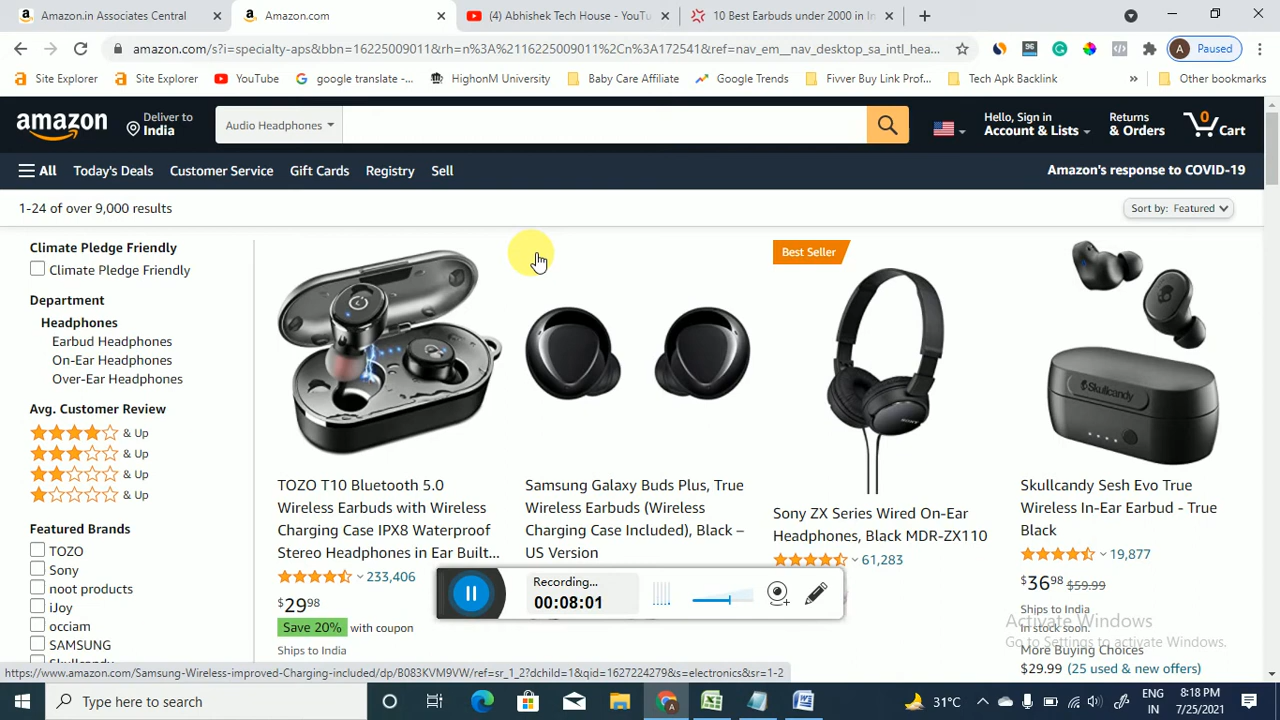 Amazon.in Associates Central
Amazon.com
(4) Abhishek Tech House - YouTu
10 Best Earbuds under 2000 in In
amazon.com/s?i=specialty-aps&bbn=16225009011&rh=n%3A%2116225009011%2Cn%3A172541&ref=nav_em__nav_desktop_sa_intl_hea...
96
A Paused
Site Explorer
Site Explorer
YouTube
google translate -...
HighonM University
Baby Care Affiliate
Google Trends
Fivver Buy Link Prof...
Tech Apk Backlink
Other bookmarks
amazon
Deliver to
India
Audio Headphones
Hello, Sign in
Account & Lists
Returns
& Orders
0
Cart
All
Today's Deals
Customer Service
Gift Cards
Registry
Sell
Amazon's response to COVID-19
1-24 of over 9,000 results
Sort by: Featured
Climate Pledge Friendly
Climate Pledge Friendly
Department
Headphones
Earbud Headphones
On-Ear Headphones
Over-Ear Headphones
Avg. Customer Review
& Up
& Up
& Up
& Up
Featured Brands
TOZO
Sony
noot products
iJoy
occiam
SAMSUNG
TOZO T10 Bluetooth 5.0
Wireless Earbuds with Wireless
Charging Case IPX8 Waterproof
Stereo Headphones in Ear Built...
233,406
$2998
Save 20% with coupon
Ships to India
Samsung Galaxy Buds Plus, True
Wireless Earbuds (Wireless
Charging Case Included), Black –
US Version
Best Seller
SONY
Sony ZX Series Wired On-Ear
Headphones, Black MDR-ZX110
61,283
Skullcandy
Skullcandy Sesh Evo True
Wireless In-Ear Earbud - True
Black
19,877
$3698 $59.99
Ships to India
In stock soon.
More Buying Choices
$29.99 (25 used & new offers)
Activate Windows
Go to Settings to activate Windows.
Recording...
00:08:01
https://www.amazon.com/Samsung-Wireless-improved-Charging-included/dp/B083KVM9VW/ref=sr_1_2?dchild=1&qid=1627224279&s=electronics&sr=1-2
Type here to search
31°C
ENG
IN
8:18 PM
7/25/2021